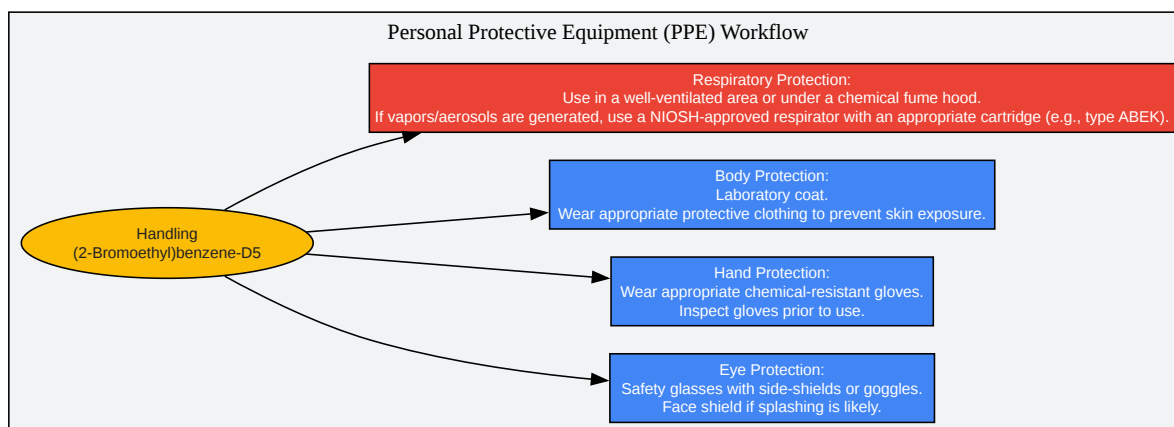 Personal Protective Equipment (PPE) Workflow
Respiratory Protection:
Use in a well-ventilated area or under a chemical fume hood.
If vapors/aerosols are generated, use a NIOSH-approved respirator with an appropriate cartridge (e.g., type ABEK).
Body Protection:
Laboratory coat.
Wear appropriate protective clothing to prevent skin exposure.
Handling
(2-Bromoethyl)benzene-D5
Hand Protection:
Wear appropriate chemical-resistant gloves.
Inspect gloves prior to use.
Eye Protection:
Safety glasses with side-shields or goggles.
Face shield if splashing is likely.